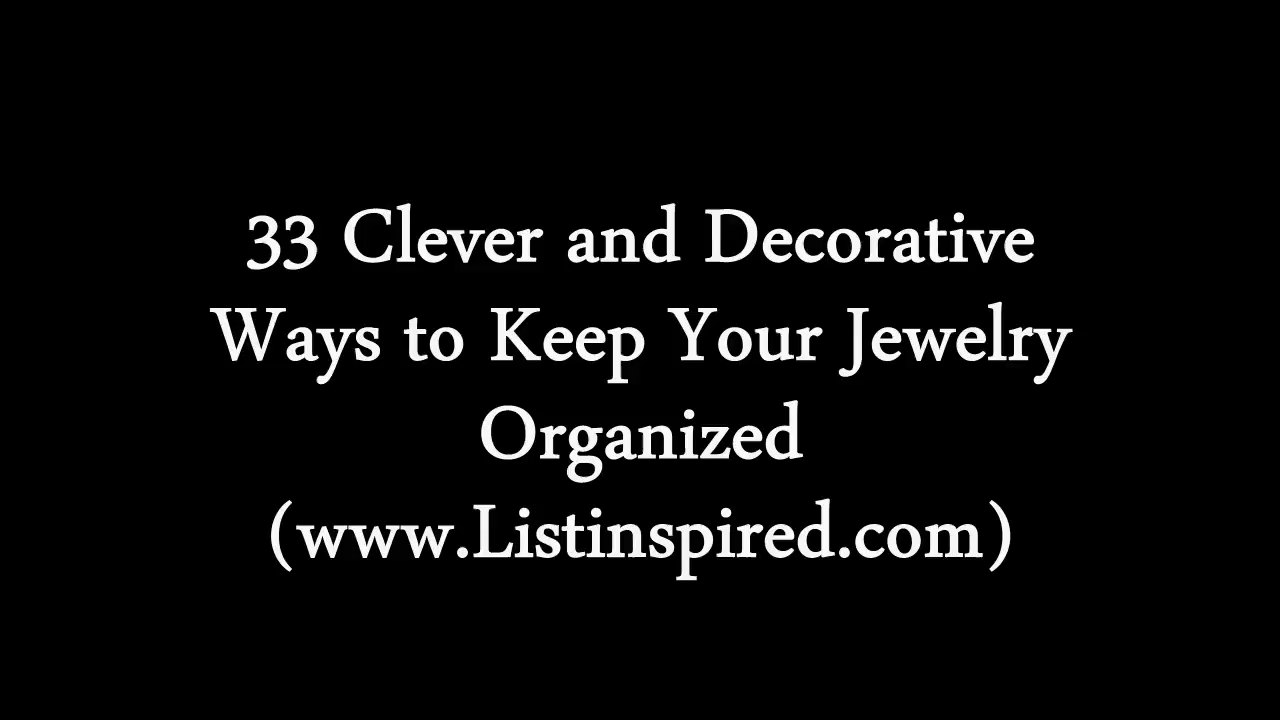 33 Clever and Decorative
Ways to Keep Your Jewelry
Organized
(www.Listinspired.com)